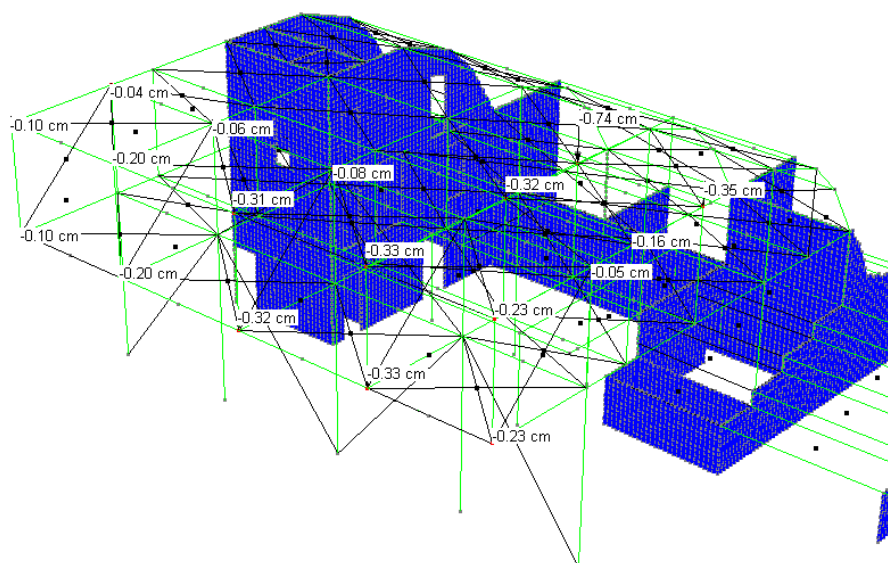 -0.04 cm
-0.74 cm
-0.10 cm
-0.06 cm
-0.20 cm
-0.08 cm
-0.32 cm
-0.35 cm
-0.31 cm
-0.10 cm
-0.16 cm
-0.33 cm
-0.20 cm
-0.05 cm
-0.23 cm
-0.32 cm
-0.33 cm
-0.23 cm